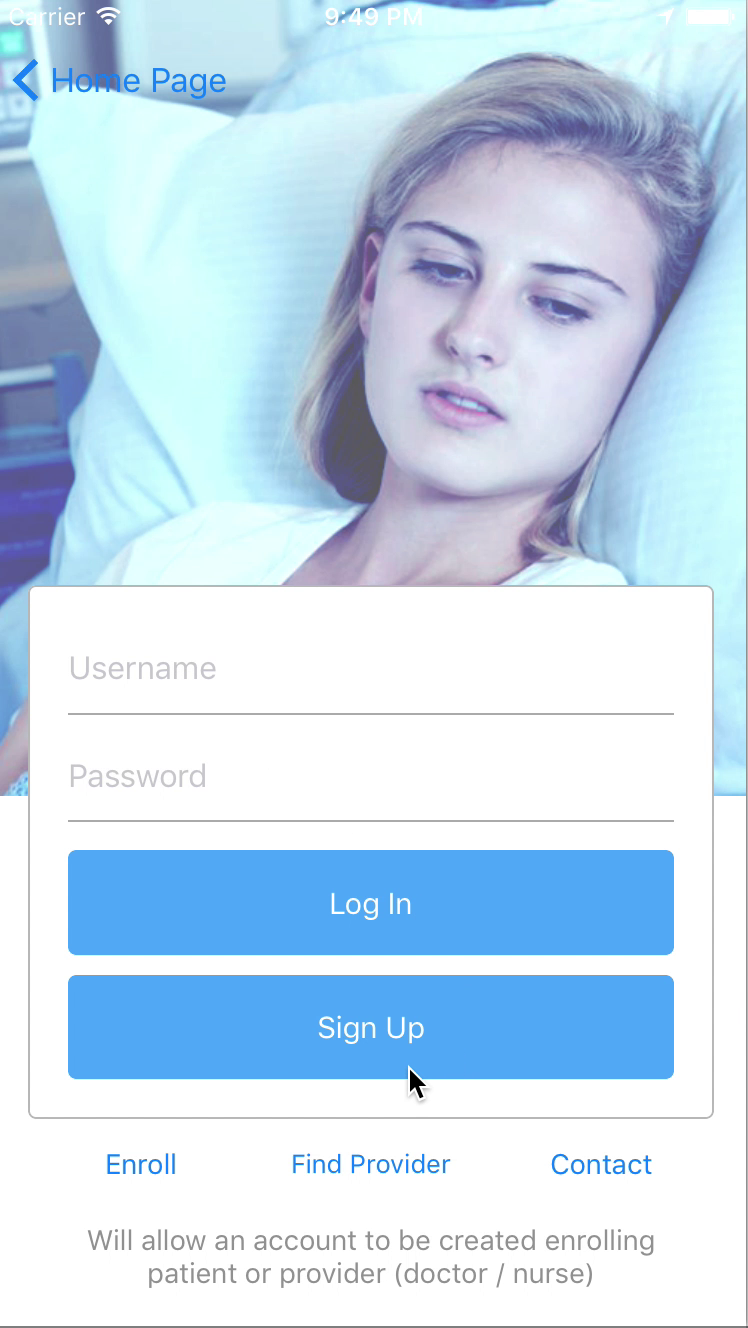 Carrier 9:49 PM
Home Page
Username
Password
Log In
Sign Up
Enroll Find Provider Contact
Will allow an account to be created enrolling
patient or provider (doctor / nurse)